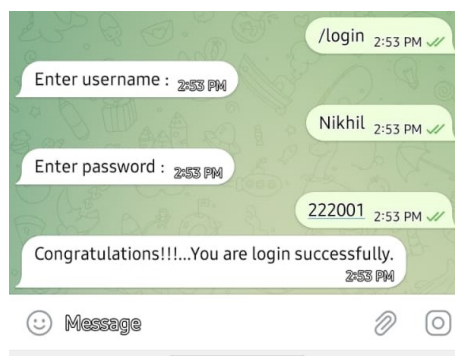 /login 2:53 PM
Enter username : 2:53 PM
Nikhil 2:53 PM
Enter password : 2:53 PM
222001 2:53 PM
Congratulations!!!...You are login successfully.
2:53 PM
Message